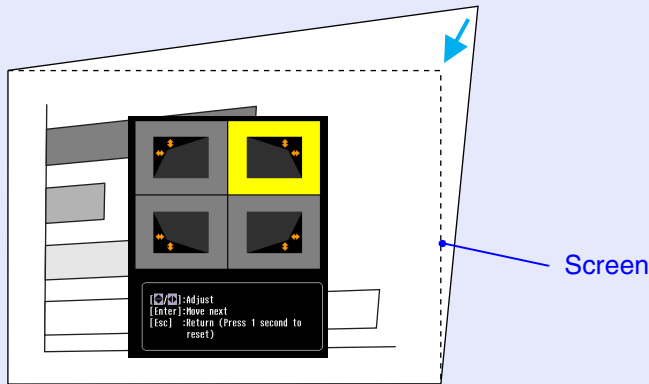 [◆/◀▶]:Adjust
[Enter]:Move next
[Esc] :Return (Press 1 second to
reset)
Screen